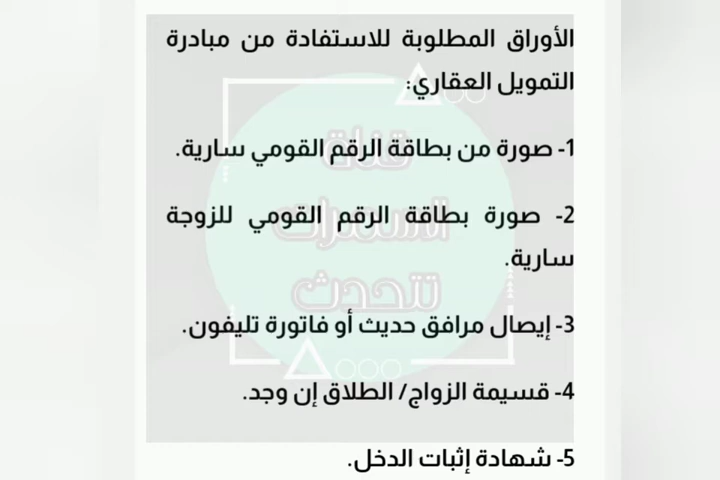 الأوراق المطلوبة للاستفادة من مبادرة
التمويل العقاري:
1- صورة من بطاقة الرقم القومي سارية.
2- صورة بطاقة الرقم القومي للزوجة
سارية.
3- إيصال مرافق حديث أو فاتورة تليفون.
4- قسيمة الزواج/ الطلاق إن وجد.
5- شهادة إثبات الدخل.
قناة
تتحدث